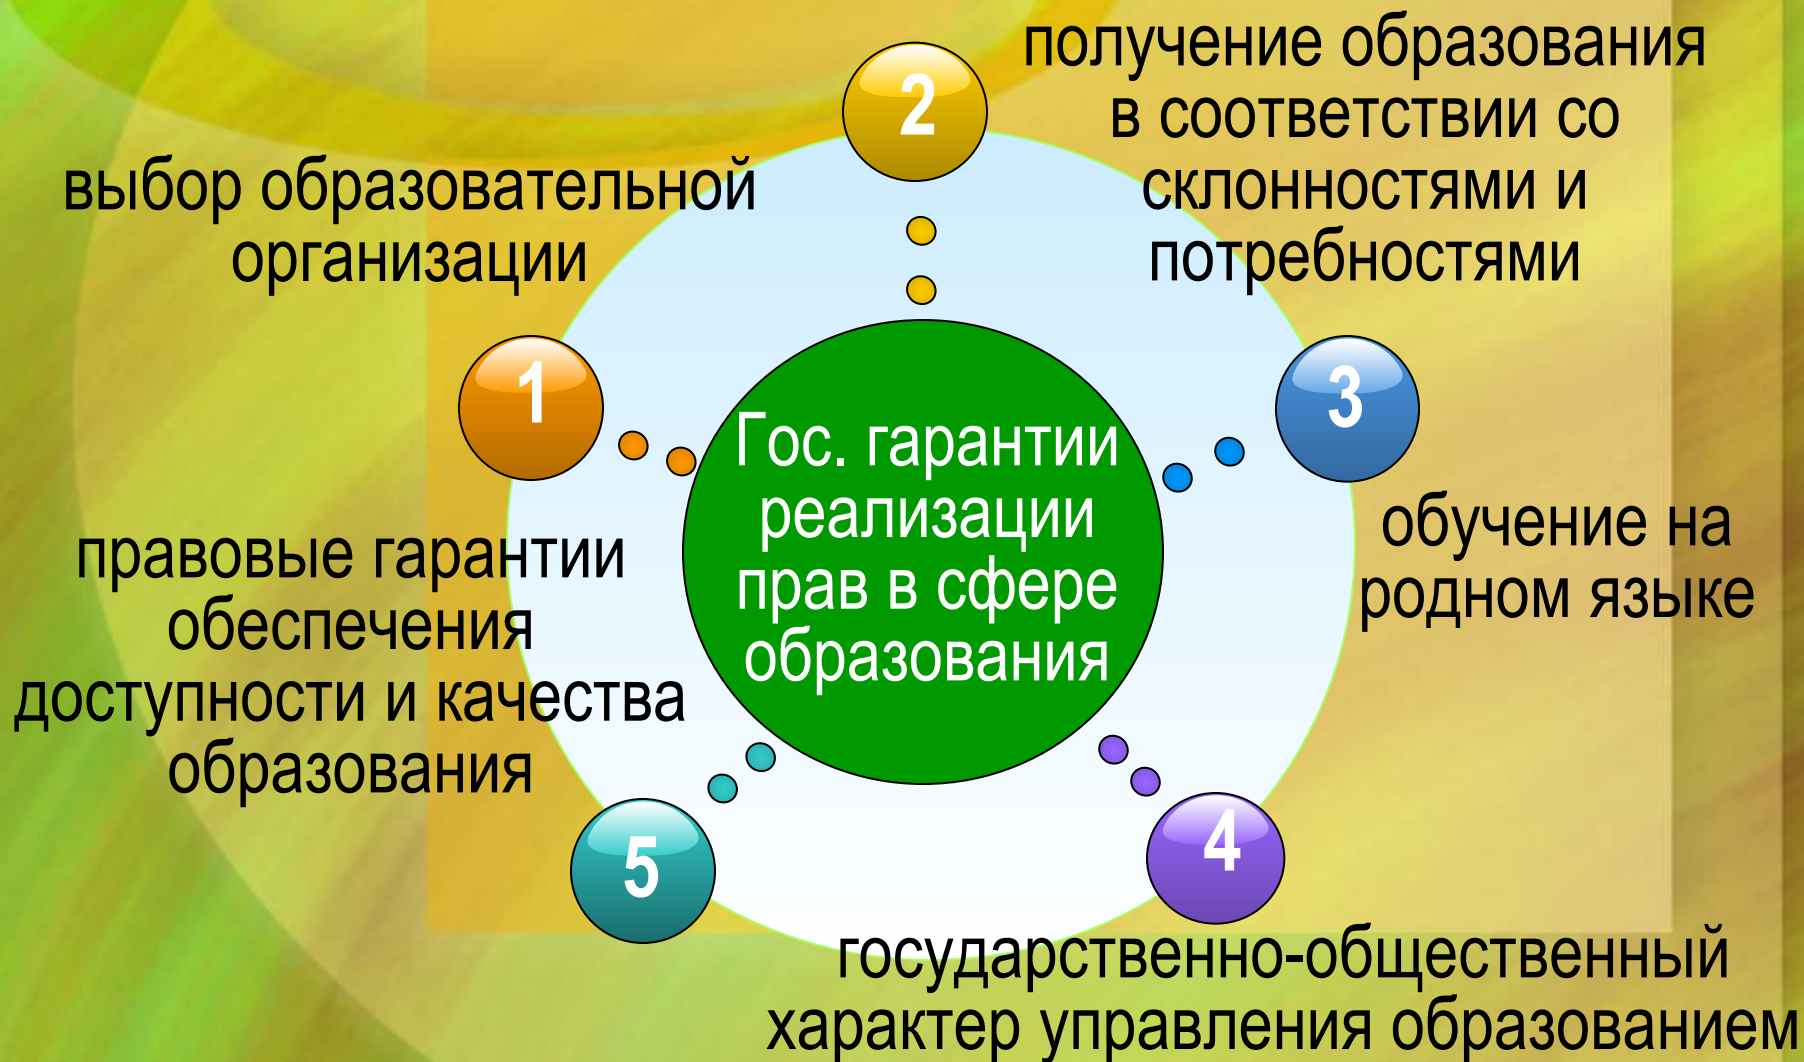 1
выбор образовательной
организации
2
получение образования
в соответствии со
склонностями и
потребностями
3
обучение на
родном языке
4
государственно-общественный
характер управления образованием
5
правовые гарантии
обеспечения
доступности и качества
образования
Гос. гарантии
реализации
прав в сфере
образования